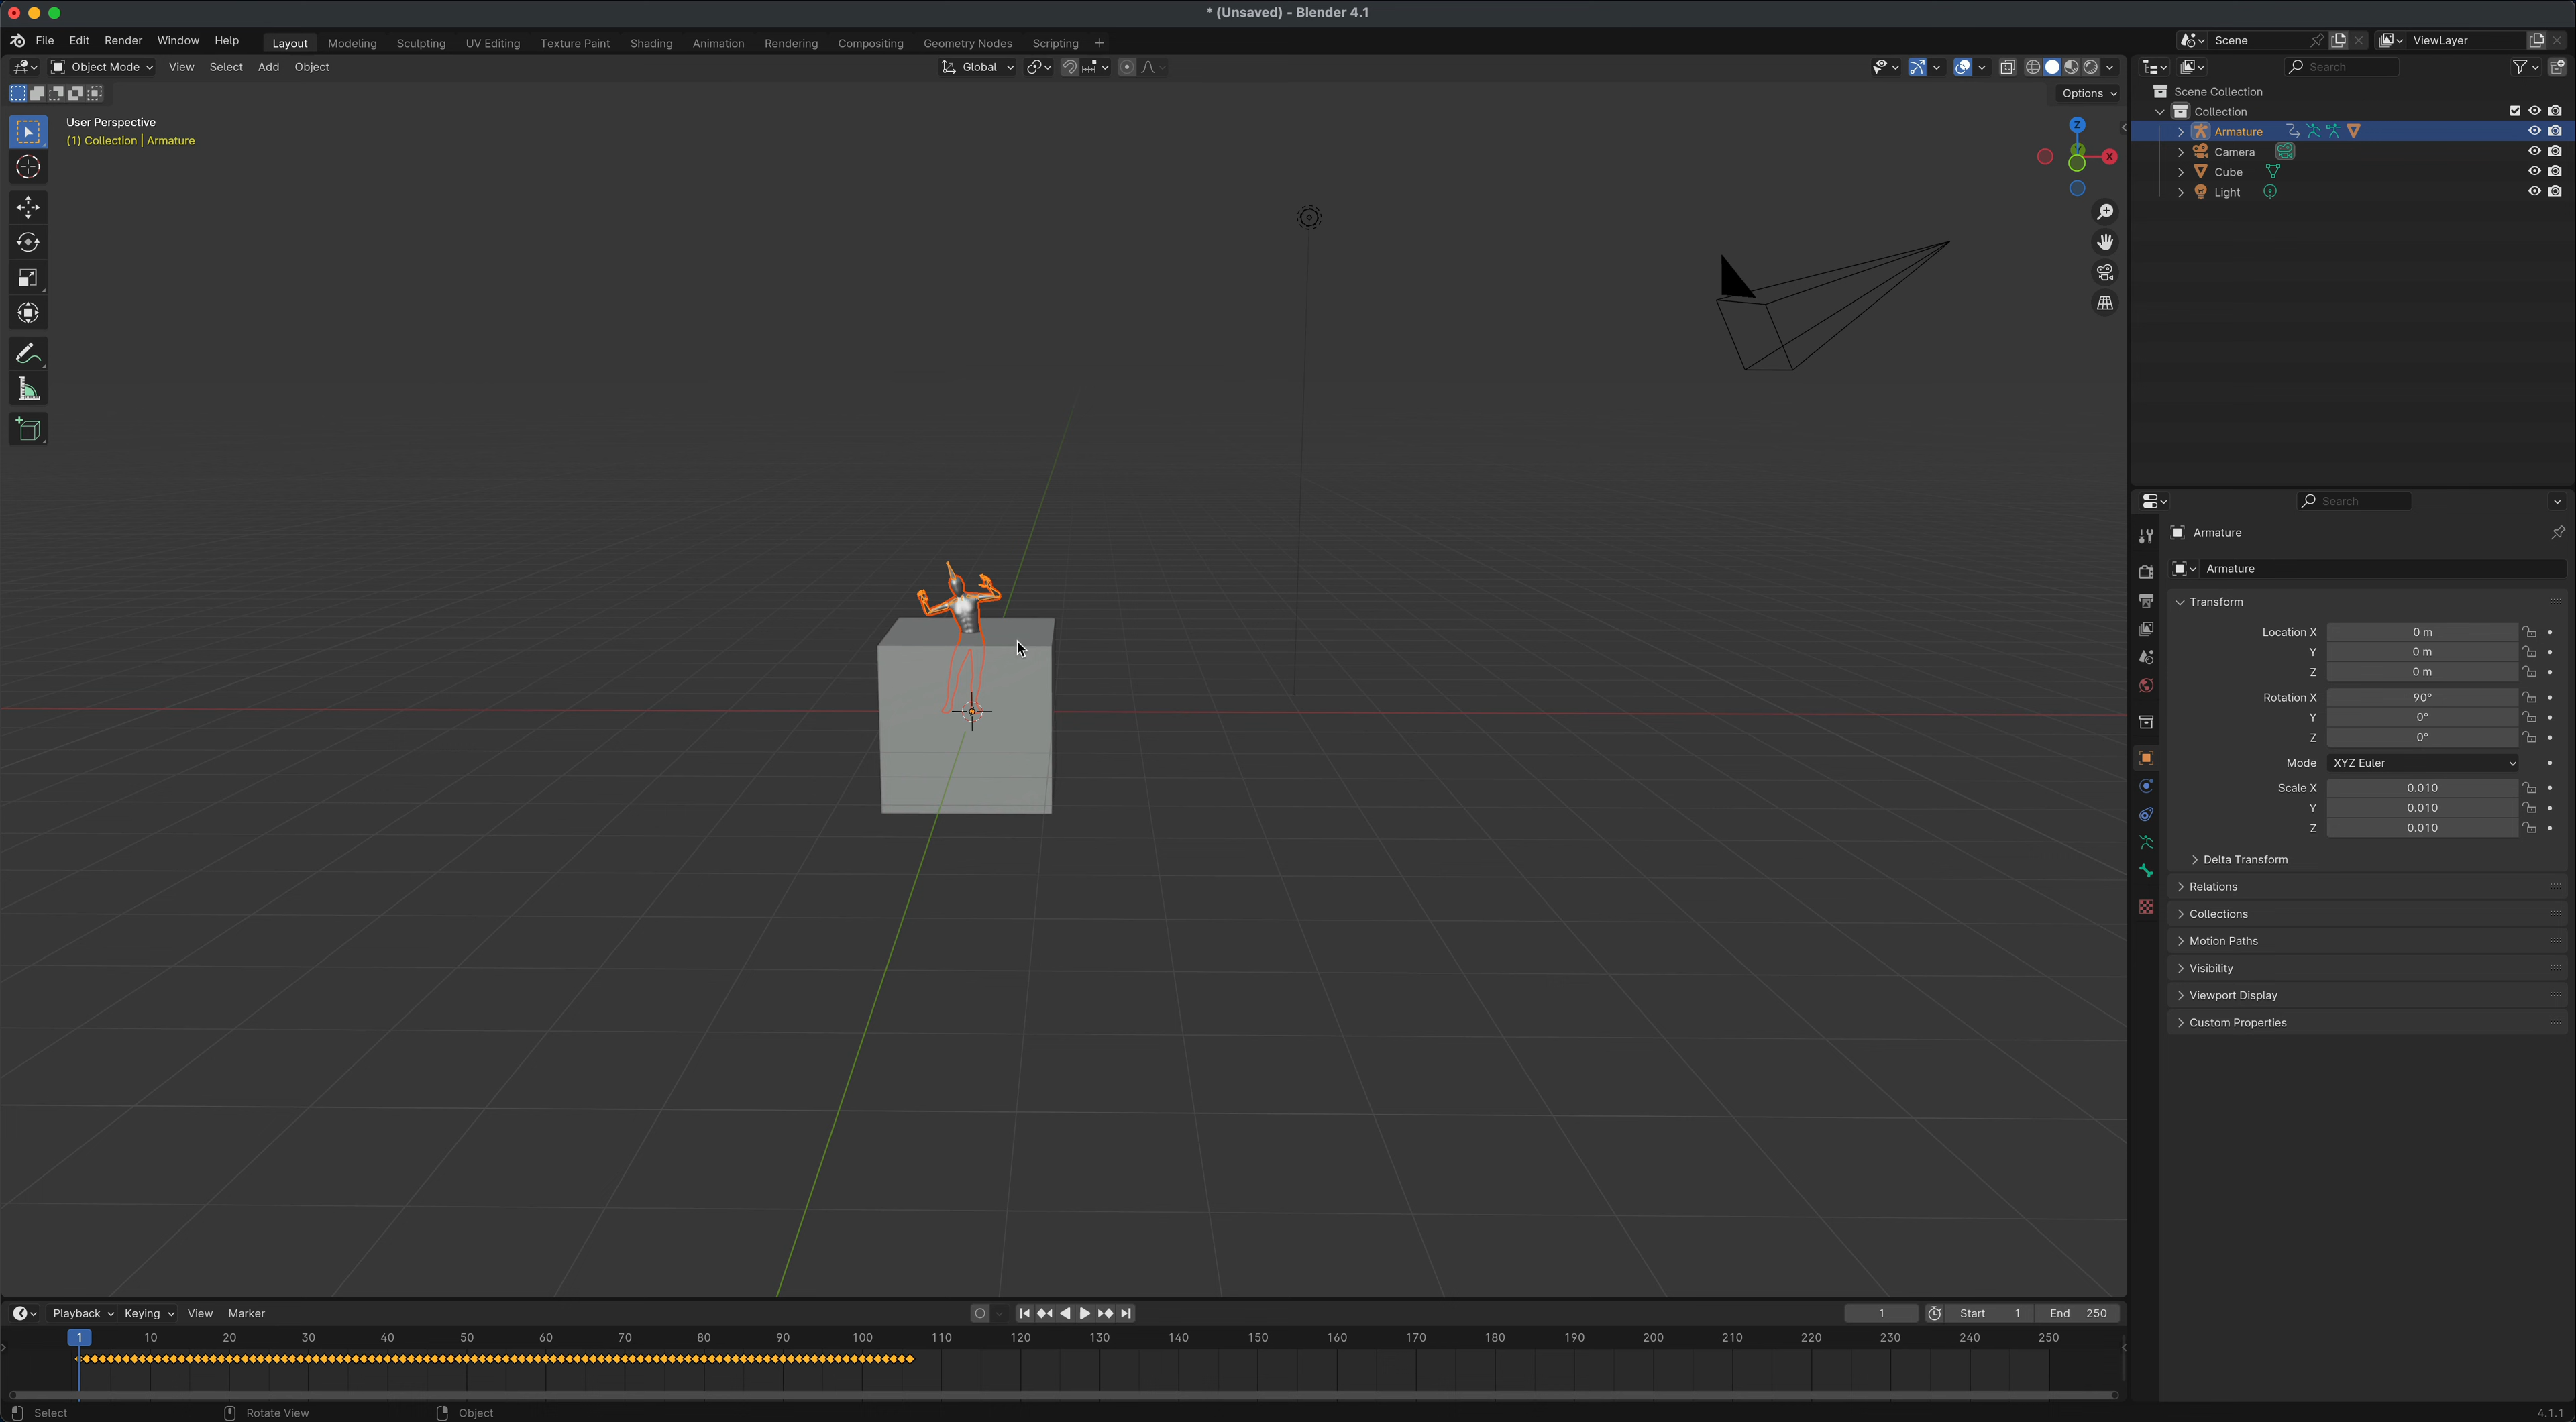 * (Unsaved) - Blender 4.1
File Edit Render Window Help Layout Modeling Sculpting UV Editing Texture Paint Shading Animation Rendering Compositing Geometry Nodes Scripting + Scene ViewLayer
Object Mode View Select Add Object Global Search
Options
User Perspective
(1) Collection | Armature
Z
X
Scene Collection
Collection
Armature
Camera
Cube
Light
Search
Armature
Armature
Transform
Location X 0 m
Y 0 m
Z 0 m
Rotation X 90°
Y 0°
Z 0°
Mode XYZ Euler
Scale X 0.010
Y 0.010
Z 0.010
Delta Transform
Relations
Collections
Motion Paths
Visibility
Viewport Display
Custom Properties
Playback Keying View Marker 1 Start 1 End 250
1 10 20 30 40 50 60 70 80 90 100 110 120 130 140 150 160 170 180 190 200 210 220 230 240 250
Select Rotate View Object 4.1.1